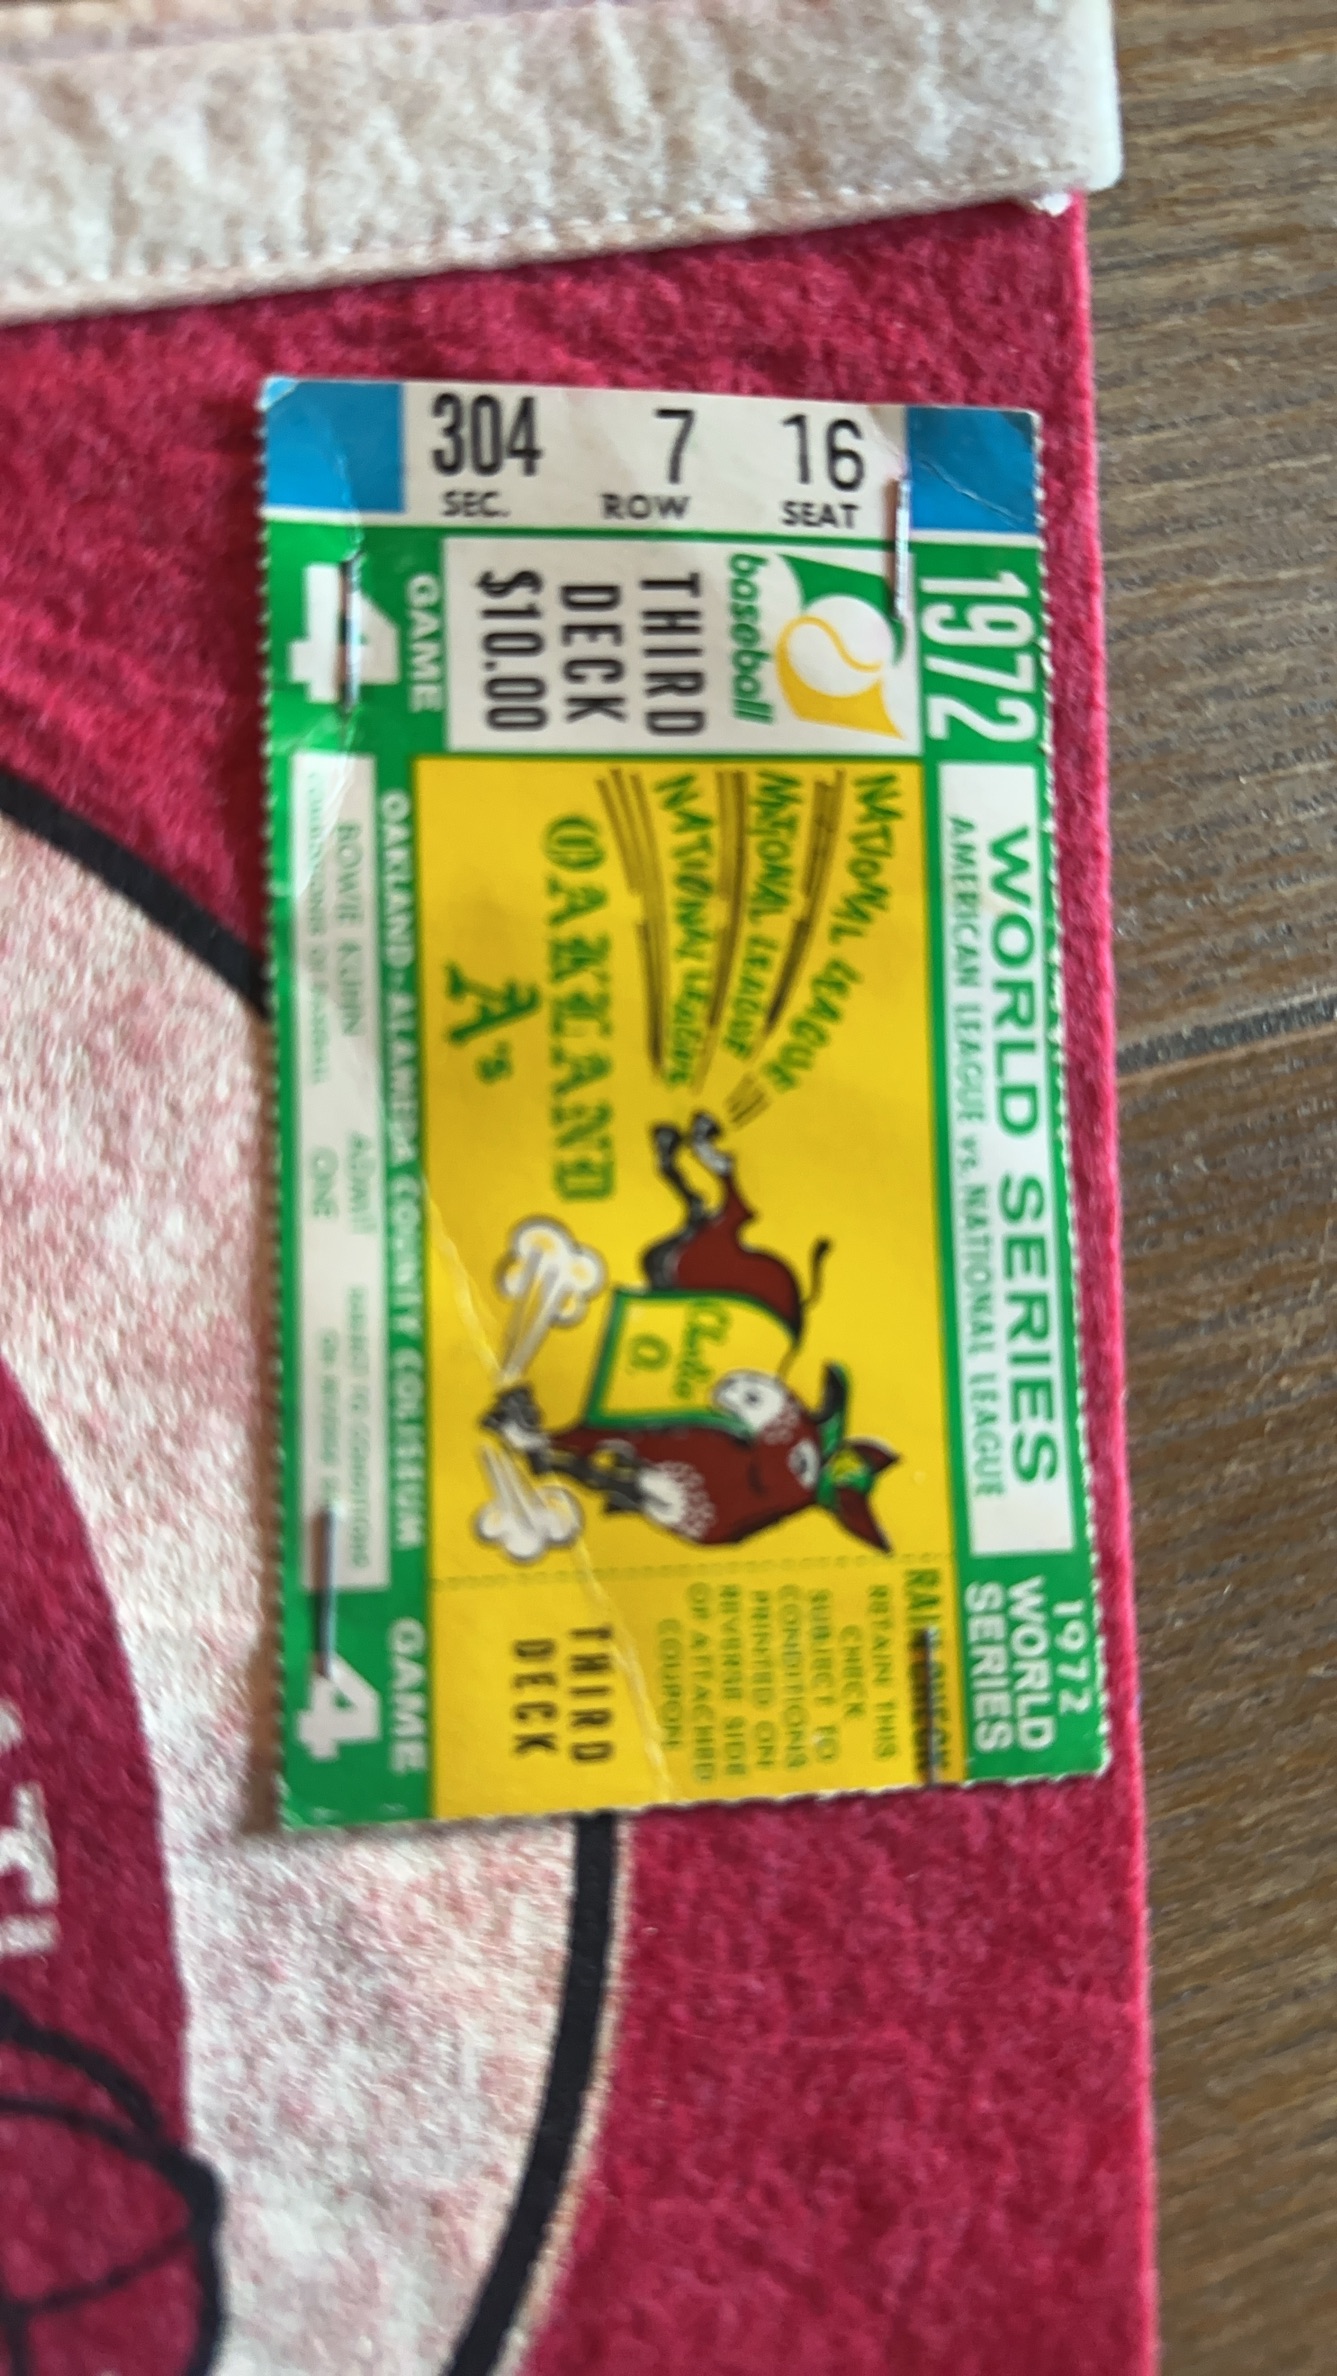 304 7 16
SEC. ROW SEAT
1972
baseball
THIRD
DECK
$10.00
GAME
4
WORLD SERIES
AMERICAN LEAGUE vs. NATIONAL LEAGUE
NATIONAL LEAGUE
NATIONAL LEAGUE
NATIONAL LEAGUE
OAKLAND
A's
Charlie
O.
OAKLAND-ALAMEDA COUNTY COLISEUM
BOWIE KUHN
ADMIT
ONE
1972
WORLD
SERIES
RAIN CHECK
RETAIN THIS
CHECK
SUBJECT TO
CONDITIONS
PRINTED ON
REVERSE SIDE
OF ATTACHED
COUPON
THIRD
DECK
GAME
4